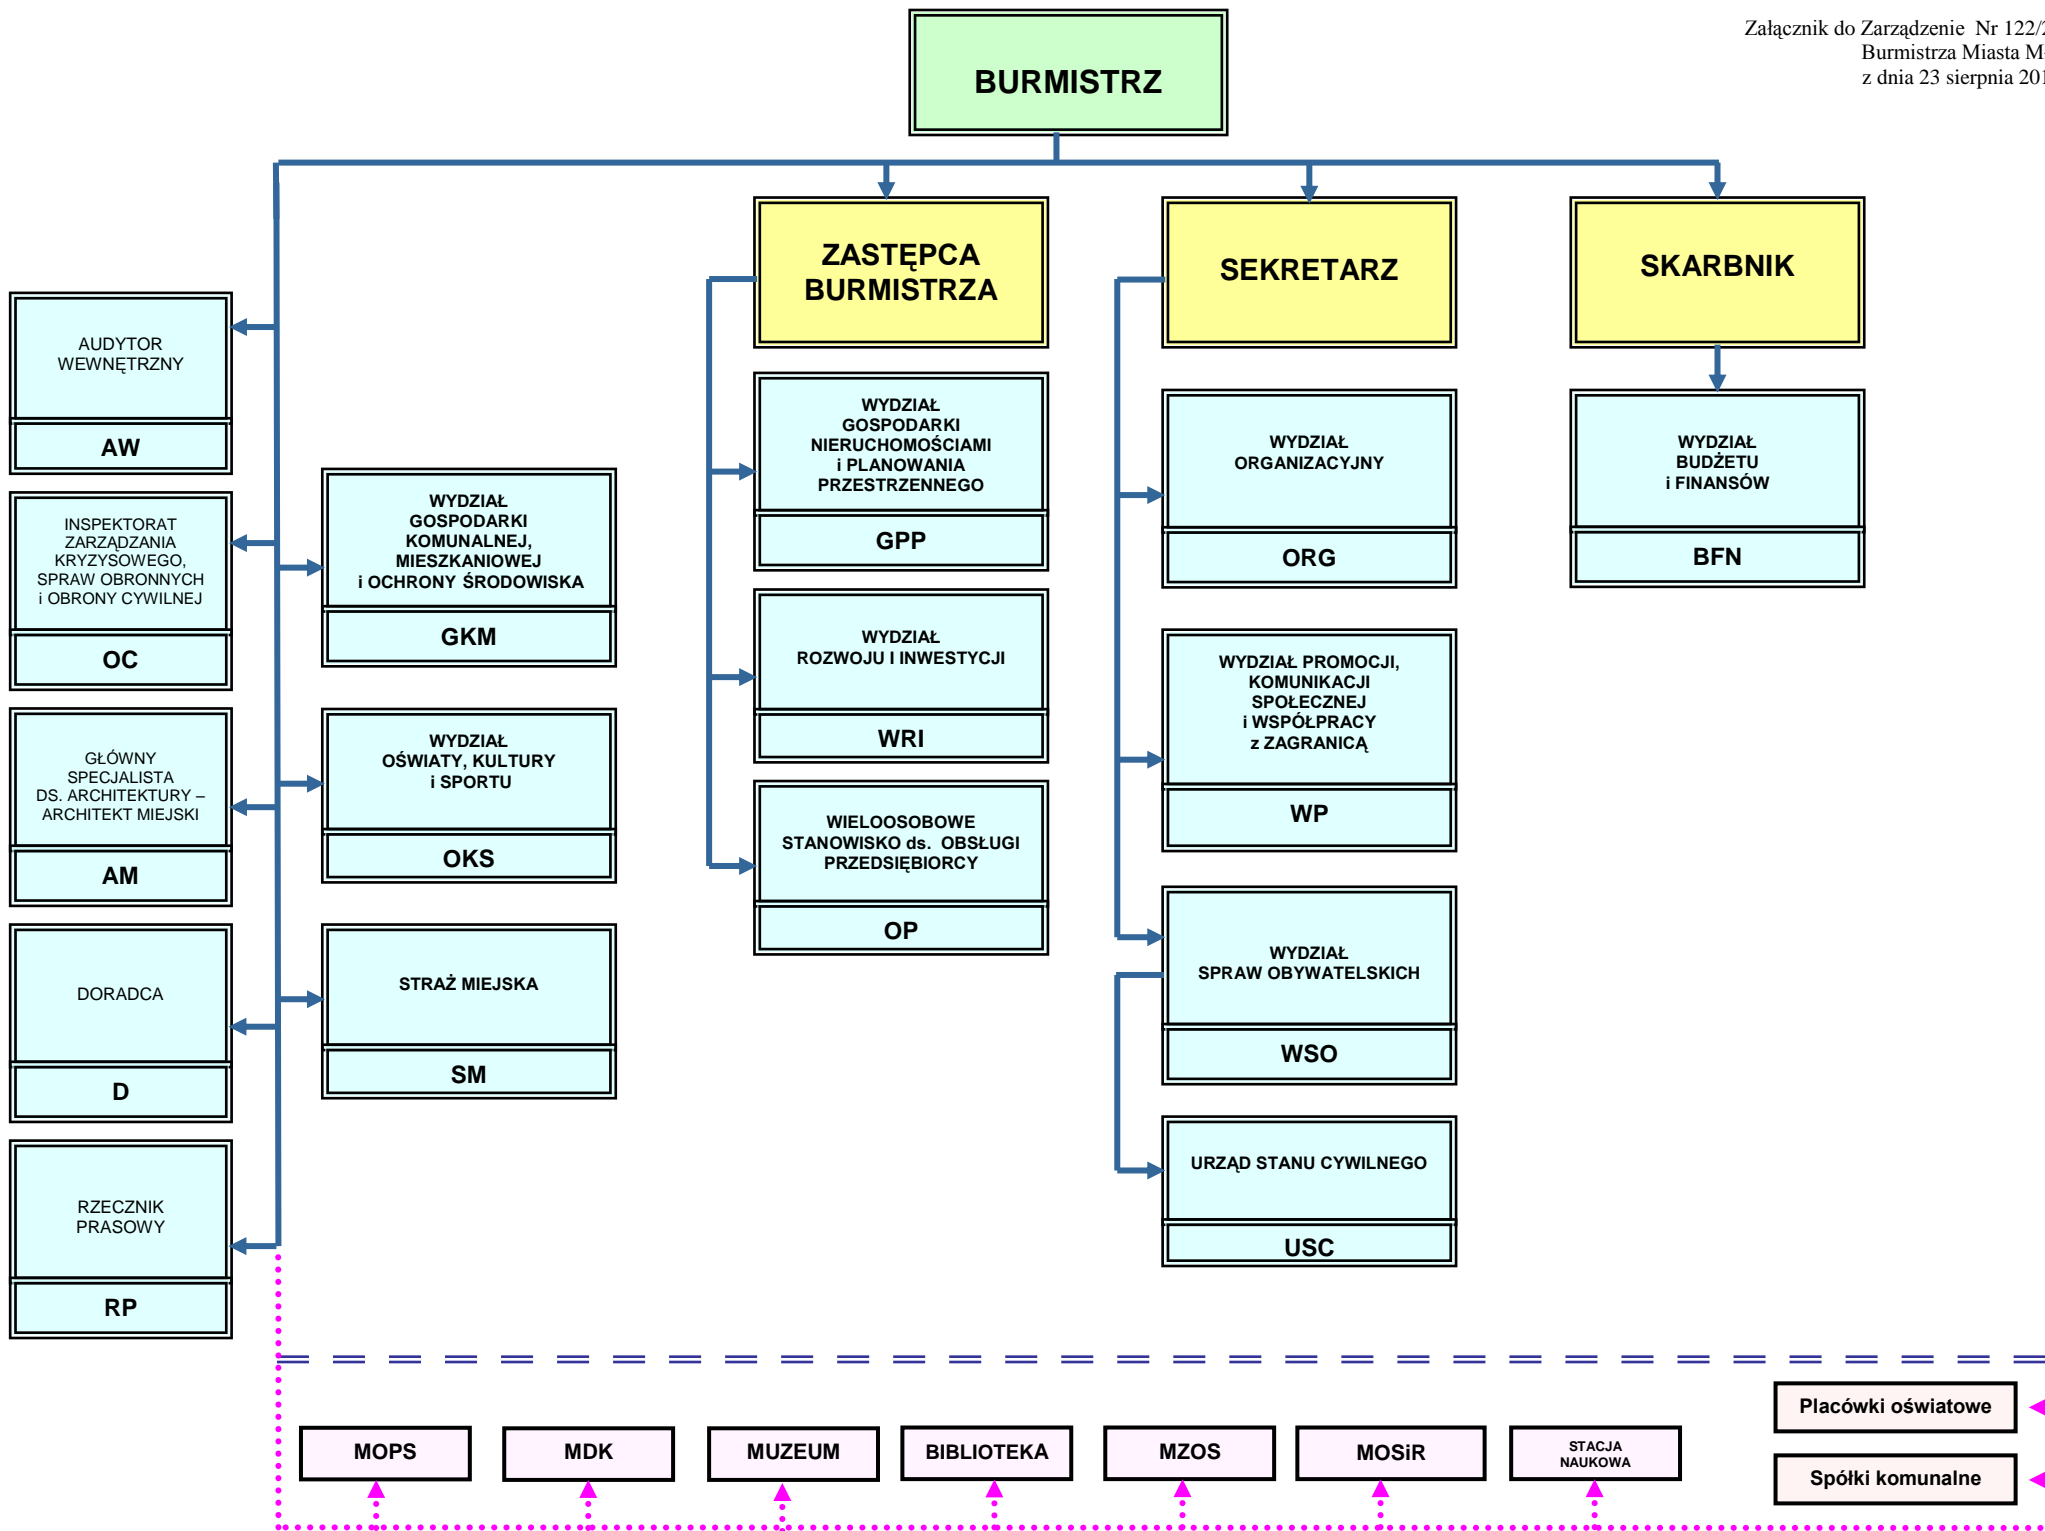 Załącznik do Zarządzenie Nr 122/2
Burmistrza Miasta M
z dnia 23 sierpnia 201
BURMISTRZ
ZASTĘPCA
BURMISTRZA
SEKRETARZ
SKARBNIK
AUDYTOR
WEWNĘTRZNY
AW
INSPEKTORAT
ZARZĄDZANIA
KRYZYSOWEGO,
SPRAW OBRONNYCH
i OBRONY CYWILNEJ
OC
GŁÓWNY
SPECJALISTA
DS. ARCHITEKTURY –
ARCHITEKT MIEJSKI
AM
DORADCA
D
RZECZNIK
PRASOWY
RP
WYDZIAŁ
GOSPODARKI
KOMUNALNEJ,
MIESZKANIOWEJ
i OCHRONY ŚRODOWISKA
GKM
WYDZIAŁ
OŚWIATY, KULTURY
i SPORTU
OKS
STRAŻ MIEJSKA
SM
WYDZIAŁ
GOSPODARKI
NIERUCHOMOŚCIAMI
i PLANOWANIA
PRZESTRZENNEGO
GPP
WYDZIAŁ
ROZWOJU I INWESTYCJI
WRI
WIELOOSOBOWE
STANOWISKO ds. OBSŁUGI
PRZEDSIĘBIORCY
OP
WYDZIAŁ
ORGANIZACYJNY
ORG
WYDZIAŁ PROMOCJI,
KOMUNIKACJI
SPOŁECZNEJ
i WSPÓŁPRACY
z ZAGRANICĄ
WP
WYDZIAŁ
SPRAW OBYWATELSKICH
WSO
URZĄD STANU CYWILNEGO
USC
WYDZIAŁ
BUDŻETU
i FINANSÓW
BFN
MOPS
MDK
MUZEUM
BIBLIOTEKA
MZOS
MOSiR
STACJA
NAUKOWA
Placówki oświatowe
Spółki komunalne